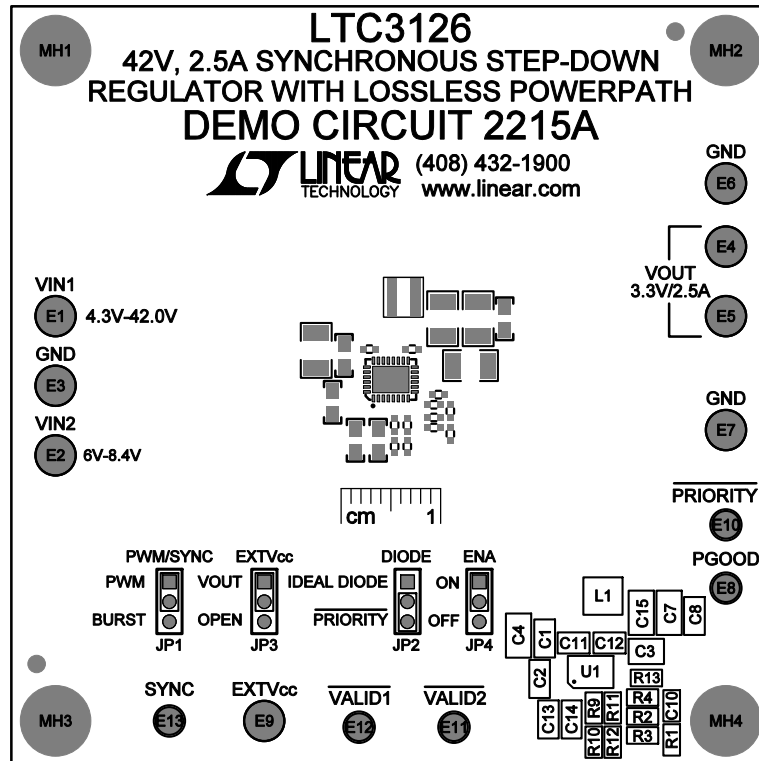 LTC3126
MH1
MH2
42V, 2.5A SYNCHRONOUS STEP-DOWN
REGULATOR WITH LOSSLESS POWERPATH
DEMO CIRCUIT 2215A
LINEAR
TECHNOLOGY
(408) 432-1900
www.linear.com
GND
E6
E4
VOUT
3.3V/2.5A
E5
VIN1
E1 4.3V-42.0V
GND
E3
VIN2
E2 6V-8.4V
GND
E7
cm 1
PRIORITY
E10
PGOOD
E8
PWM/SYNC EXTVcc DIODE ENA
PWM VOUT IDEAL DIODE ON
BURST OPEN PRIORITY OFF
JP1 JP3 JP2 JP4
L1
C15 C7 C8
C4 C1 C11 C12 C3
C2 U1
R13
C13 C14 R9 R11 R4 C10
R2
R10 R12 R3 R1
SYNC EXTVcc VALID1 VALID2
E13 E9 E12 E11
MH3
MH4